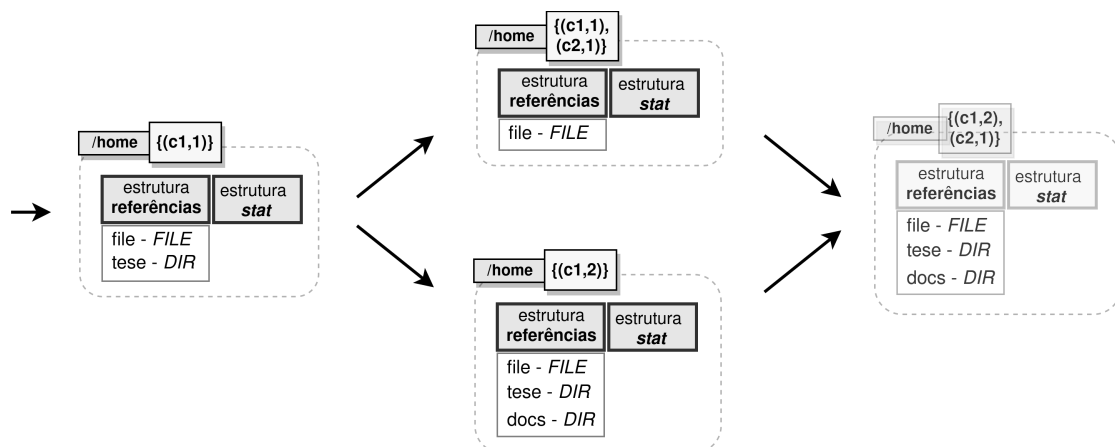 /home
{(c1,1)}
estrutura
referências
estrutura
stat
file - FILE
tese - DIR
/home
{(c1,1),
(c2,1)}
estrutura
referências
estrutura
stat
file - FILE
/home
{(c1,2)}
estrutura
referências
estrutura
stat
file - FILE
tese - DIR
docs - DIR
/home
{(c1,2),
(c2,1)}
estrutura
referências
estrutura
stat
file - FILE
tese - DIR
docs - DIR